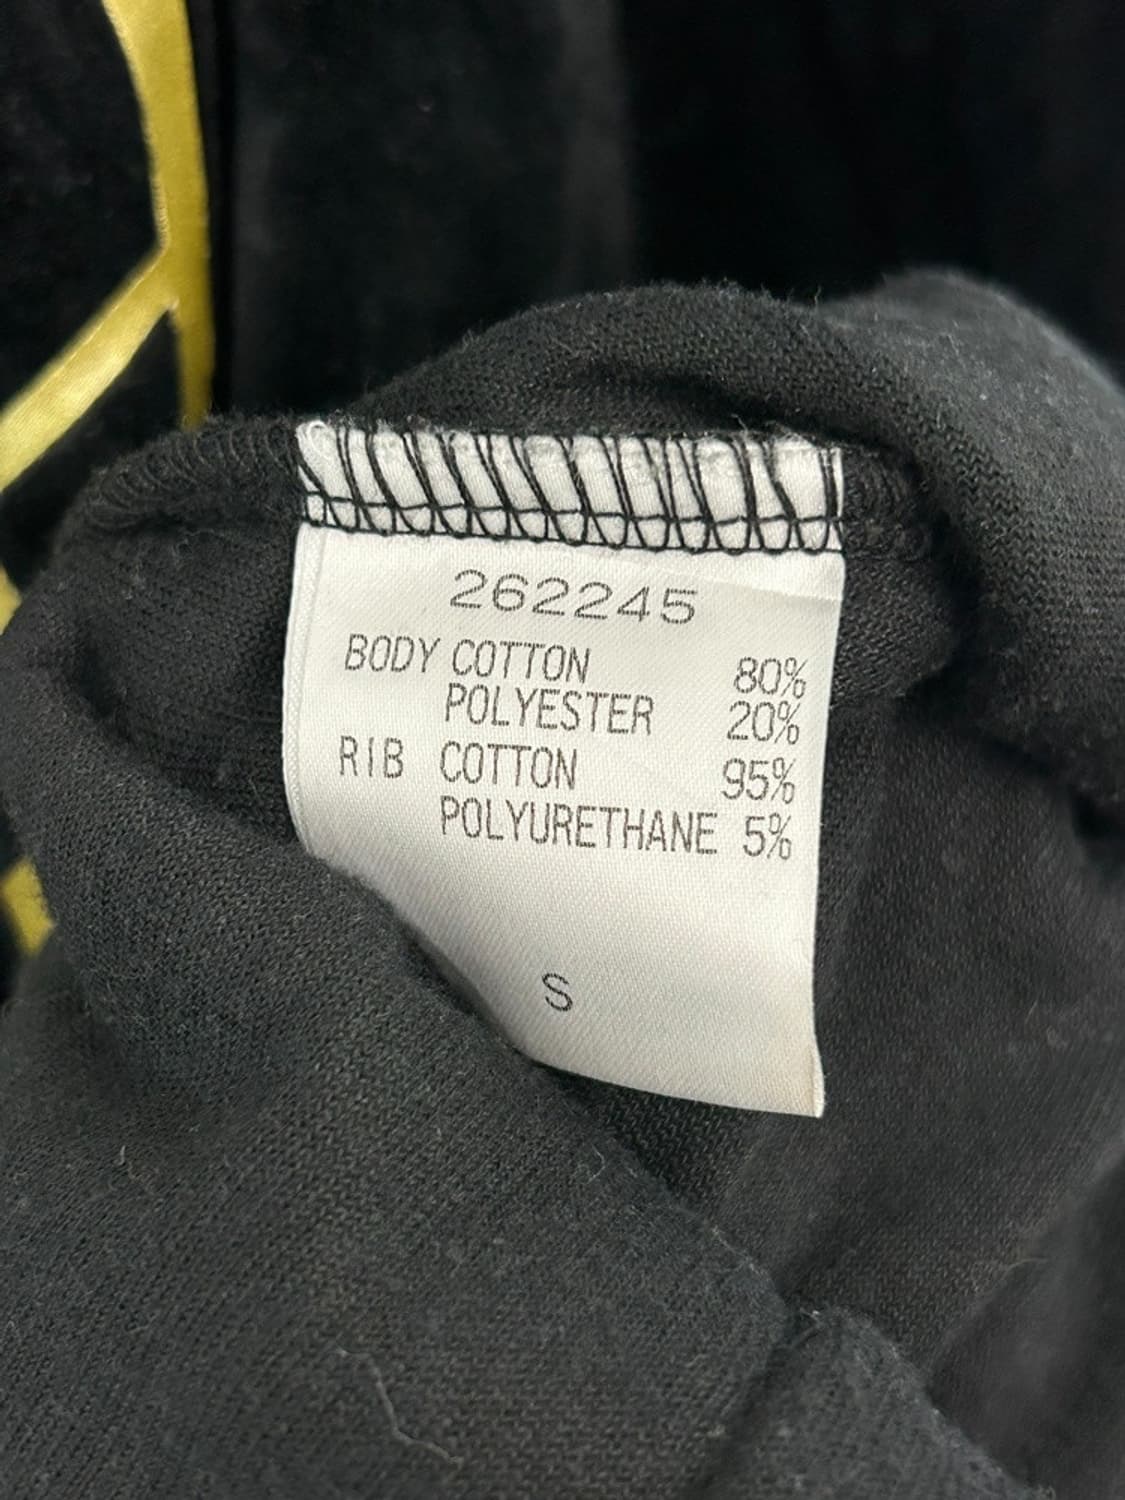 262245
BODY COTTON 80%
POLYESTER 20%
RIB COTTON 95%
POLYURETHANE 5%
S